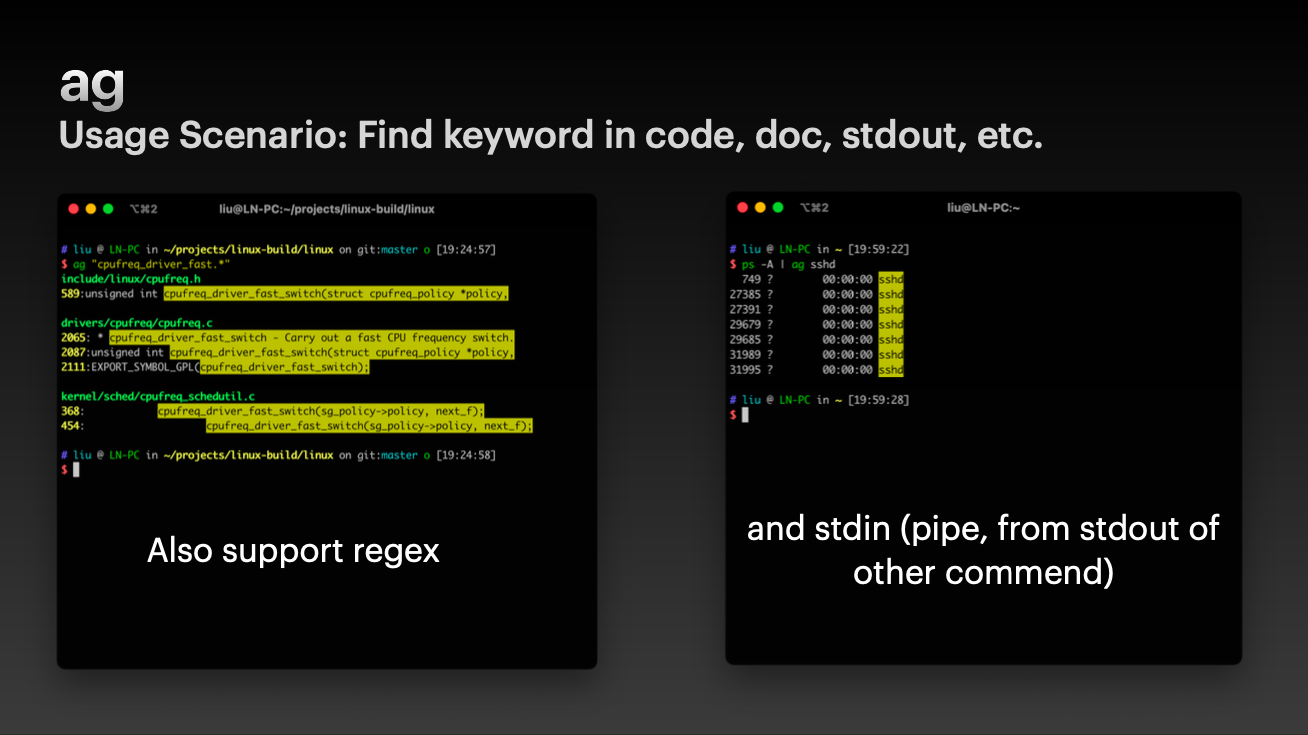 ag
Usage Scenario: Find keyword in code, doc, stdout, etc.
⌥⌘2 liu@LN-PC:~/projects/linux-build/linux
# liu @ LN-PC in ~/projects/linux-build/linux on git:master o [19:24:57]
$ ag "cpufreq_driver_fast.*"
include/linux/cpufreq.h
589:unsigned int cpufreq_driver_fast_switch(struct cpufreq_policy *policy,
drivers/cpufreq/cpufreq.c
2065: * cpufreq_driver_fast_switch - Carry out a fast CPU frequency switch.
2087:unsigned int cpufreq_driver_fast_switch(struct cpufreq_policy *policy,
2111:EXPORT_SYMBOL_GPL(cpufreq_driver_fast_switch);
kernel/sched/cpufreq_schedutil.c
368: cpufreq_driver_fast_switch(sg_policy->policy, next_f);
454: cpufreq_driver_fast_switch(sg_policy->policy, next_f);
# liu @ LN-PC in ~/projects/linux-build/linux on git:master o [19:24:58]
$
Also support regex
⌥⌘2 liu@LN-PC:~
# liu @ LN-PC in ~ [19:59:22]
$ ps -A | ag sshd
749 ? 00:00:00 sshd
27385 ? 00:00:00 sshd
27391 ? 00:00:00 sshd
29679 ? 00:00:00 sshd
29685 ? 00:00:00 sshd
31989 ? 00:00:00 sshd
31995 ? 00:00:00 sshd
# liu @ LN-PC in ~ [19:59:28]
$
and stdin (pipe, from stdout of
other commend)